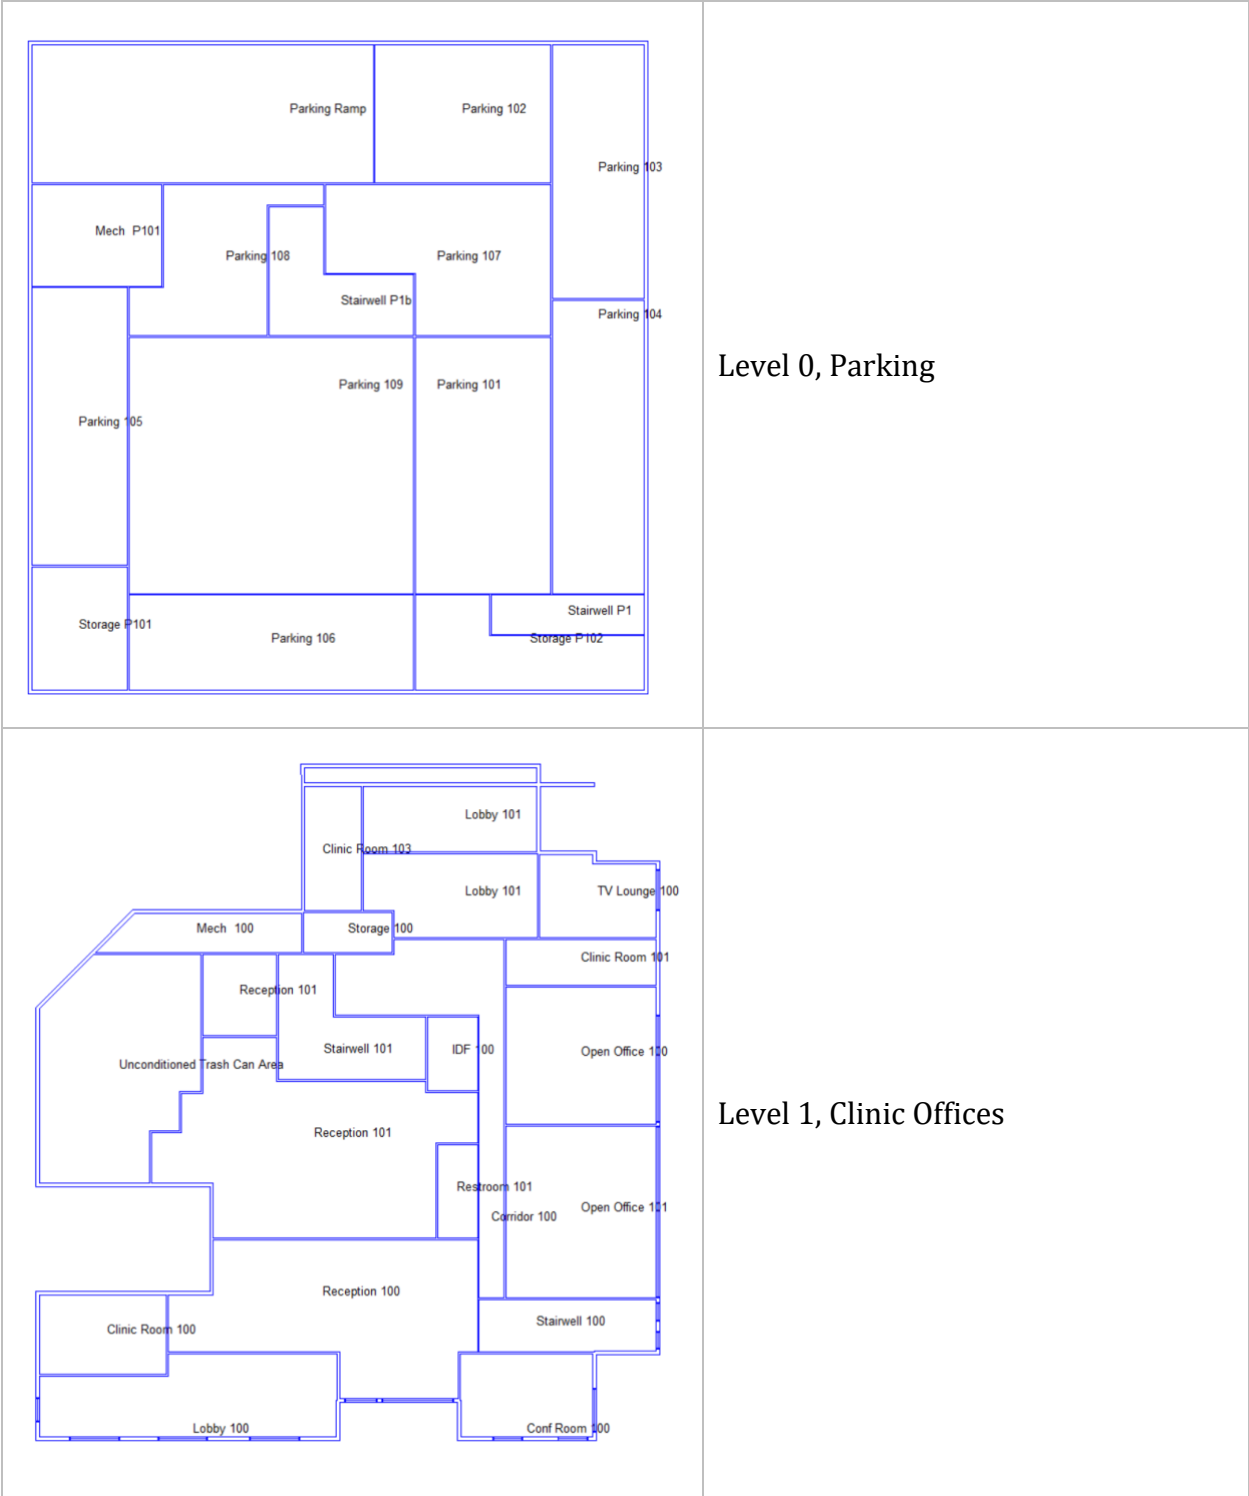 Parking Ramp
Parking 102
Parking 103
Mech P101
Parking 108
Parking 107
Stairwell P1b
Parking 104
Level 0, Parking
Parking 109
Parking 101
Parking 105
Stairwell P1
Storage P101
Parking 106
Storage P102
Lobby 101
Clinic Room 103
Lobby 101
TV Lounge 100
Mech 100
Storage 100
Clinic Room 101
Reception 101
Stairwell 101
IDF 100
Open Office 100
Unconditioned Trash Can Area
Level 1, Clinic Offices
Reception 101
Restroom 101
Open Office 101
Corridor 100
Reception 100
Stairwell 100
Clinic Room 100
Lobby 100
Conf Room 100